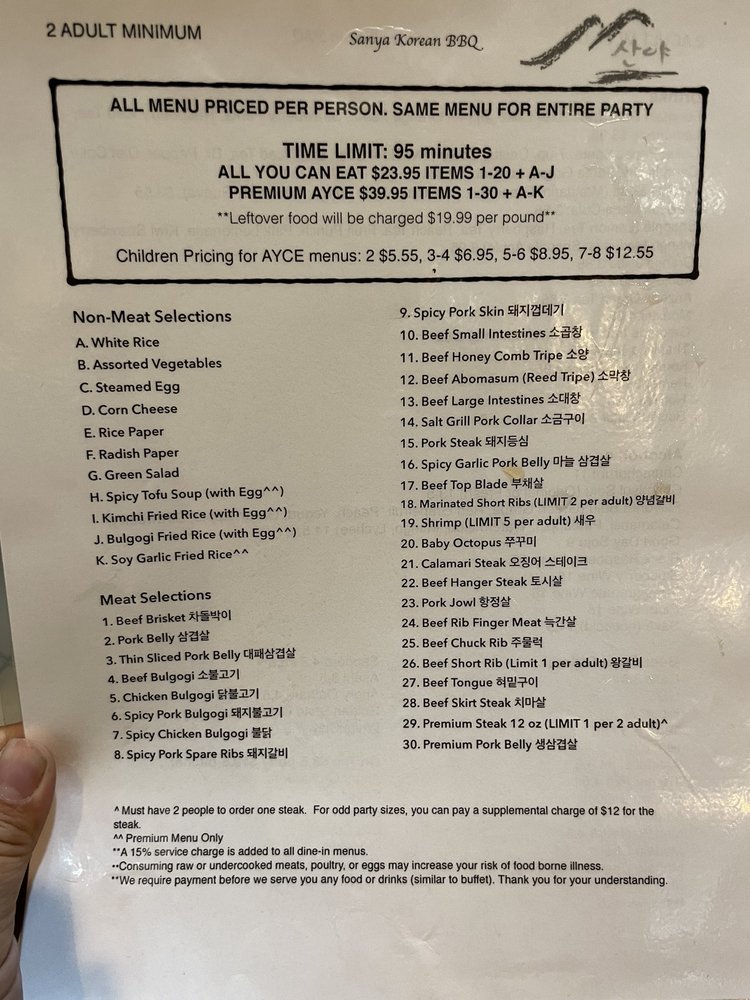 2 ADULT MINIMUM
Sanya Korean BBQ
산야
ALL MENU PRICED PER PERSON. SAME MENU FOR ENTIRE PARTY
TIME LIMIT: 95 minutes
ALL YOU CAN EAT $23.95 ITEMS 1-20 + A-J
PREMIUM AYCE $39.95 ITEMS 1-30 + A-K
**Leftover food will be charged $19.99 per pound**
Children Pricing for AYCE menus: 2 $5.55, 3-4 $6.95, 5-6 $8.95, 7-8 $12.55
Non-Meat Selections
A. White Rice
B. Assorted Vegetables
C. Steamed Egg
D. Corn Cheese
E. Rice Paper
F. Radish Paper
G. Green Salad
H. Spicy Tofu Soup (with Egg^^)
I. Kimchi Fried Rice (with Egg^^)
J. Bulgogi Fried Rice (with Egg^^)
K. Soy Garlic Fried Rice^^
Meat Selections
1. Beef Brisket 차돌박이
2. Pork Belly 삼겹살
3. Thin Sliced Pork Belly 대패삼겹살
4. Beef Bulgogi 소불고기
5. Chicken Bulgogi 닭불고기
6. Spicy Pork Bulgogi 돼지불고기
7. Spicy Chicken Bulgogi 불닭
8. Spicy Pork Spare Ribs 돼지갈비
9. Spicy Pork Skin 돼지껍데기
10. Beef Small Intestines 소곱창
11. Beef Honey Comb Tripe 소양
12. Beef Abomasum (Reed Tripe) 소막창
13. Beef Large Intestines 소대창
14. Salt Grill Pork Collar 소금구이
15. Pork Steak 돼지등심
16. Spicy Garlic Pork Belly 마늘 삼겹살
17. Beef Top Blade 부채살
18. Marinated Short Ribs (LIMIT 2 per adult) 양념갈비
19. Shrimp (LIMIT 5 per adult) 새우
20. Baby Octopus 쭈꾸미
21. Calamari Steak 오징어 스테이크
22. Beef Hanger Steak 토시살
23. Pork Jowl 항정살
24. Beef Rib Finger Meat 늑간살
25. Beef Chuck Rib 주물럭
26. Beef Short Rib (Limit 1 per adult) 왕갈비
27. Beef Tongue 혀밑구이
28. Beef Skirt Steak 치마살
29. Premium Steak 12 oz (LIMIT 1 per 2 adult)^
30. Premium Pork Belly 생삼겹살
^ Must have 2 people to order one steak. For odd party sizes, you can pay a supplemental charge of $12 for the
steak.
^^ Premium Menu Only
**A 15% service charge is added to all dine-in menus.
**Consuming raw or undercooked meats, poultry, or eggs may increase your risk of food borne illness.
**We require payment before we serve you any food or drinks (similar to buffet). Thank you for your understanding.